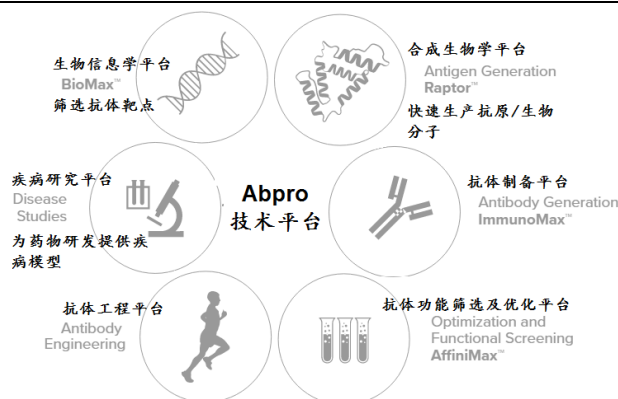 生物信息学平台
BioMax™
筛选抗体靶点
合成生物学平台
Antigen Generation
Raptor™
快速生产抗原/生物
分子
疾病研究平台
Disease
Studies
为药物研发提供疾
病模型
Abpro
技术平台
抗体制备平台
Antibody Generation
ImmunoMax™
抗体工程平台
Antibody
Engineering
抗体功能筛选及优化平台
Optimization and
Functional Screening
AffiniMax™